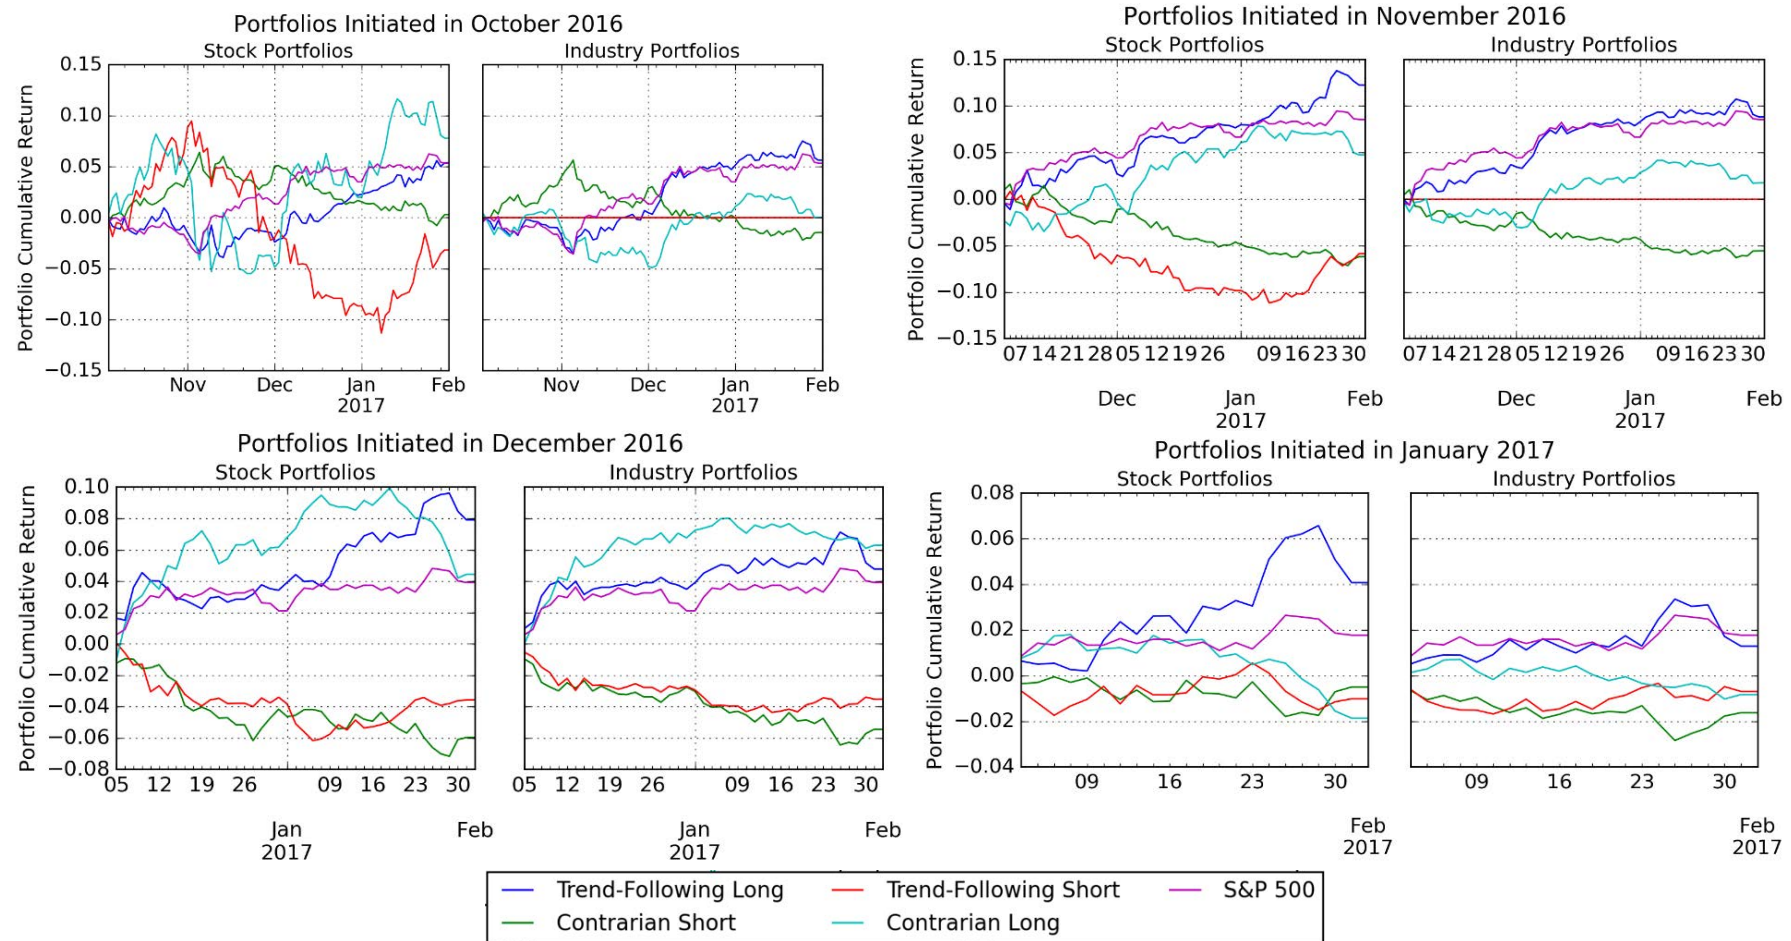 Portfolios Initiated in October 2016
Stock Portfolios
Industry Portfolios
Portfolio Cumulative Return
0.15
0.10
0.05
0.00
−0.05
−0.10
−0.15
Nov Dec Jan Feb
2017
Nov Dec Jan Feb
2017
Portfolios Initiated in November 2016
Stock Portfolios
Industry Portfolios
Portfolio Cumulative Return
0.15
0.10
0.05
0.00
−0.05
−0.10
−0.15
07 14 21 28 05 12 19 26 09 16 23 30
Dec Jan Feb
2017
07 14 21 28 05 12 19 26 09 16 23 30
Dec Jan Feb
2017
Portfolios Initiated in December 2016
Stock Portfolios
Industry Portfolios
Portfolio Cumulative Return
0.10
0.08
0.06
0.04
0.02
0.00
−0.02
−0.04
−0.06
−0.08
05 12 19 26 09 16 23 30
Jan Feb
2017
05 12 19 26 09 16 23 30
Jan Feb
2017
Portfolios Initiated in January 2017
Stock Portfolios
Industry Portfolios
Portfolio Cumulative Return
0.08
0.06
0.04
0.02
0.00
−0.02
−0.04
09 16 23 30
Feb
2017
09 16 23 30
Feb
2017
Trend-Following Long Trend-Following Short S&P 500
Contrarian Short Contrarian Long